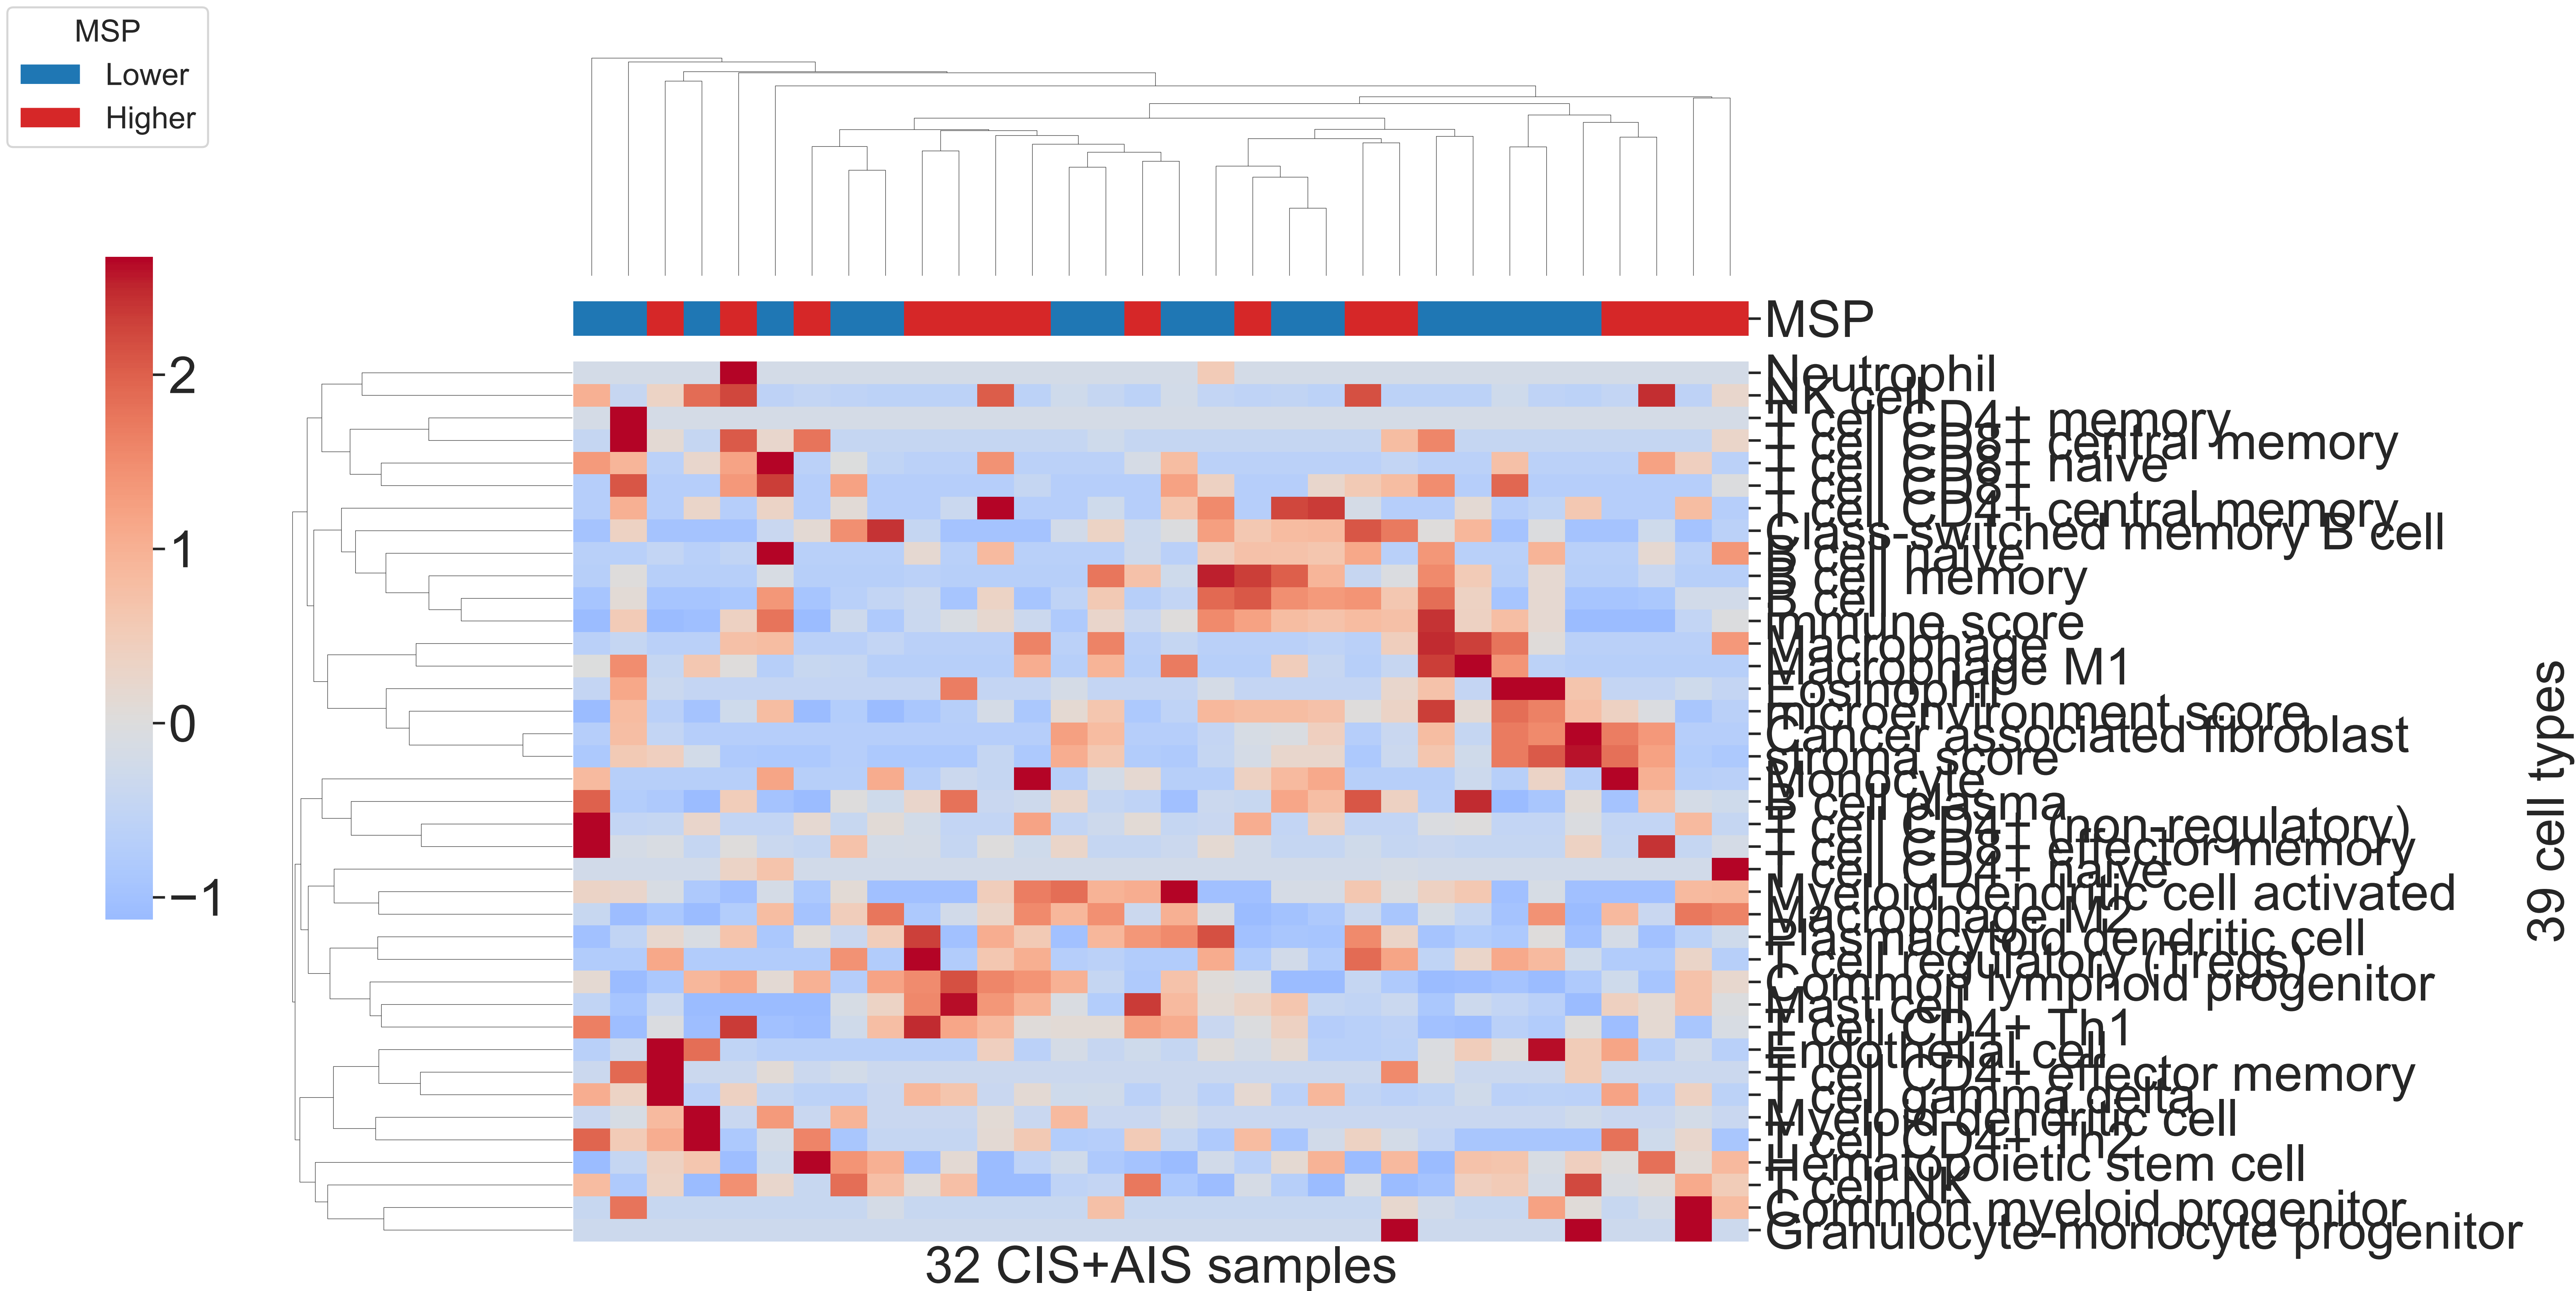 MSP
Lower
Higher
2
1
0
−1
MSP
Neutrophil
NK cell
T cell CD4+ memory
T cell CD8+ central memory
T cell CD8+ naive
T cell CD8+
T cell CD4+ central memory
Class-switched memory B cell
B cell naive
B cell memory
B cell
immune score
Macrophage
Macrophage M1
Eosinophil
microenvironment score
Cancer associated fibroblast
stroma score
Monocyte
B cell plasma
T cell CD4+ (non-regulatory)
T cell CD8+ effector memory
T cell CD4+ naive
Myeloid dendritic cell activated
Macrophage M2
Plasmacytoid dendritic cell
T cell regulatory (Tregs)
Common lymphoid progenitor
Mast cell
T cell CD4+ Th1
Endothelial cell
T cell CD4+ effector memory
T cell gamma delta
Myeloid dendritic cell
T cell CD4+ Th2
Hematopoietic stem cell
T cell NK
Common myeloid progenitor
Granulocyte-monocyte progenitor
39 cell types
32 CIS+AIS samples